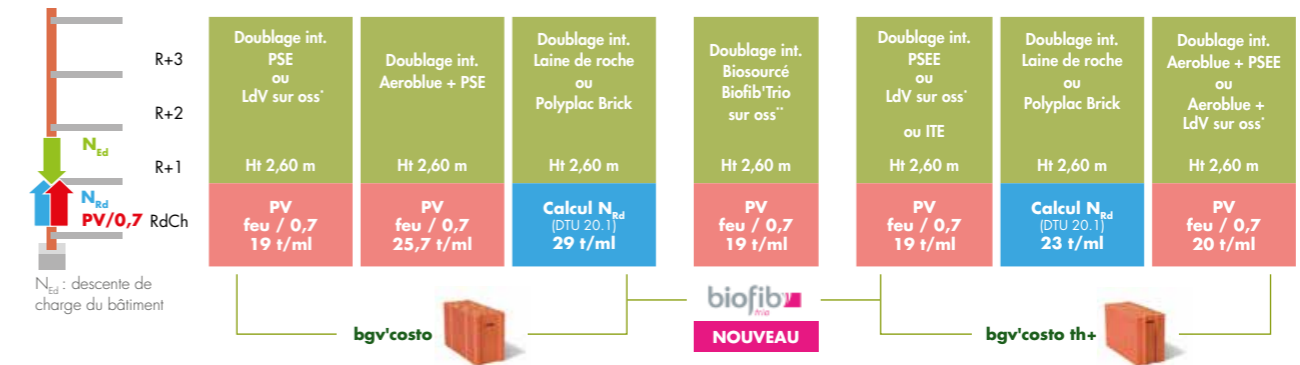 R+3
R+2
R+1
RdCh
N Ed
N Rd
PV/0,7
N Ed : descente de
charge du bâtiment
Doublage int.
PSE
ou
LdV sur oss*
Ht 2,60 m
PV
feu / 0,7
19 t/ml
Doublage int.
Aeroblue + PSE
Ht 2,60 m
PV
feu / 0,7
25,7 t/ml
Doublage int.
Laine de roche
ou
Polyplac Brick
Ht 2,60 m
Calcul N Rd
(DTU 20.1)
29 t/ml
Doublage int.
Biosourcé
Biofib'Trio
sur oss**
Ht 2,60 m
PV
feu / 0,7
19 t/ml
Doublage int.
PSEE
ou
LdV sur oss*
ou ITE
Ht 2,60 m
PV
feu / 0,7
19 t/ml
Doublage int.
Laine de roche
ou
Polyplac Brick
Ht 2,60 m
Calcul N Rd
(DTU 20.1)
23 t/ml
Doublage int.
Aeroblue + PSEE
ou
Aeroblue +
LdV sur oss*
Ht 2,60 m
PV
feu / 0,7
20 t/ml
bgv'costo
biofib
trio
NOUVEAU
bgv'costo th+